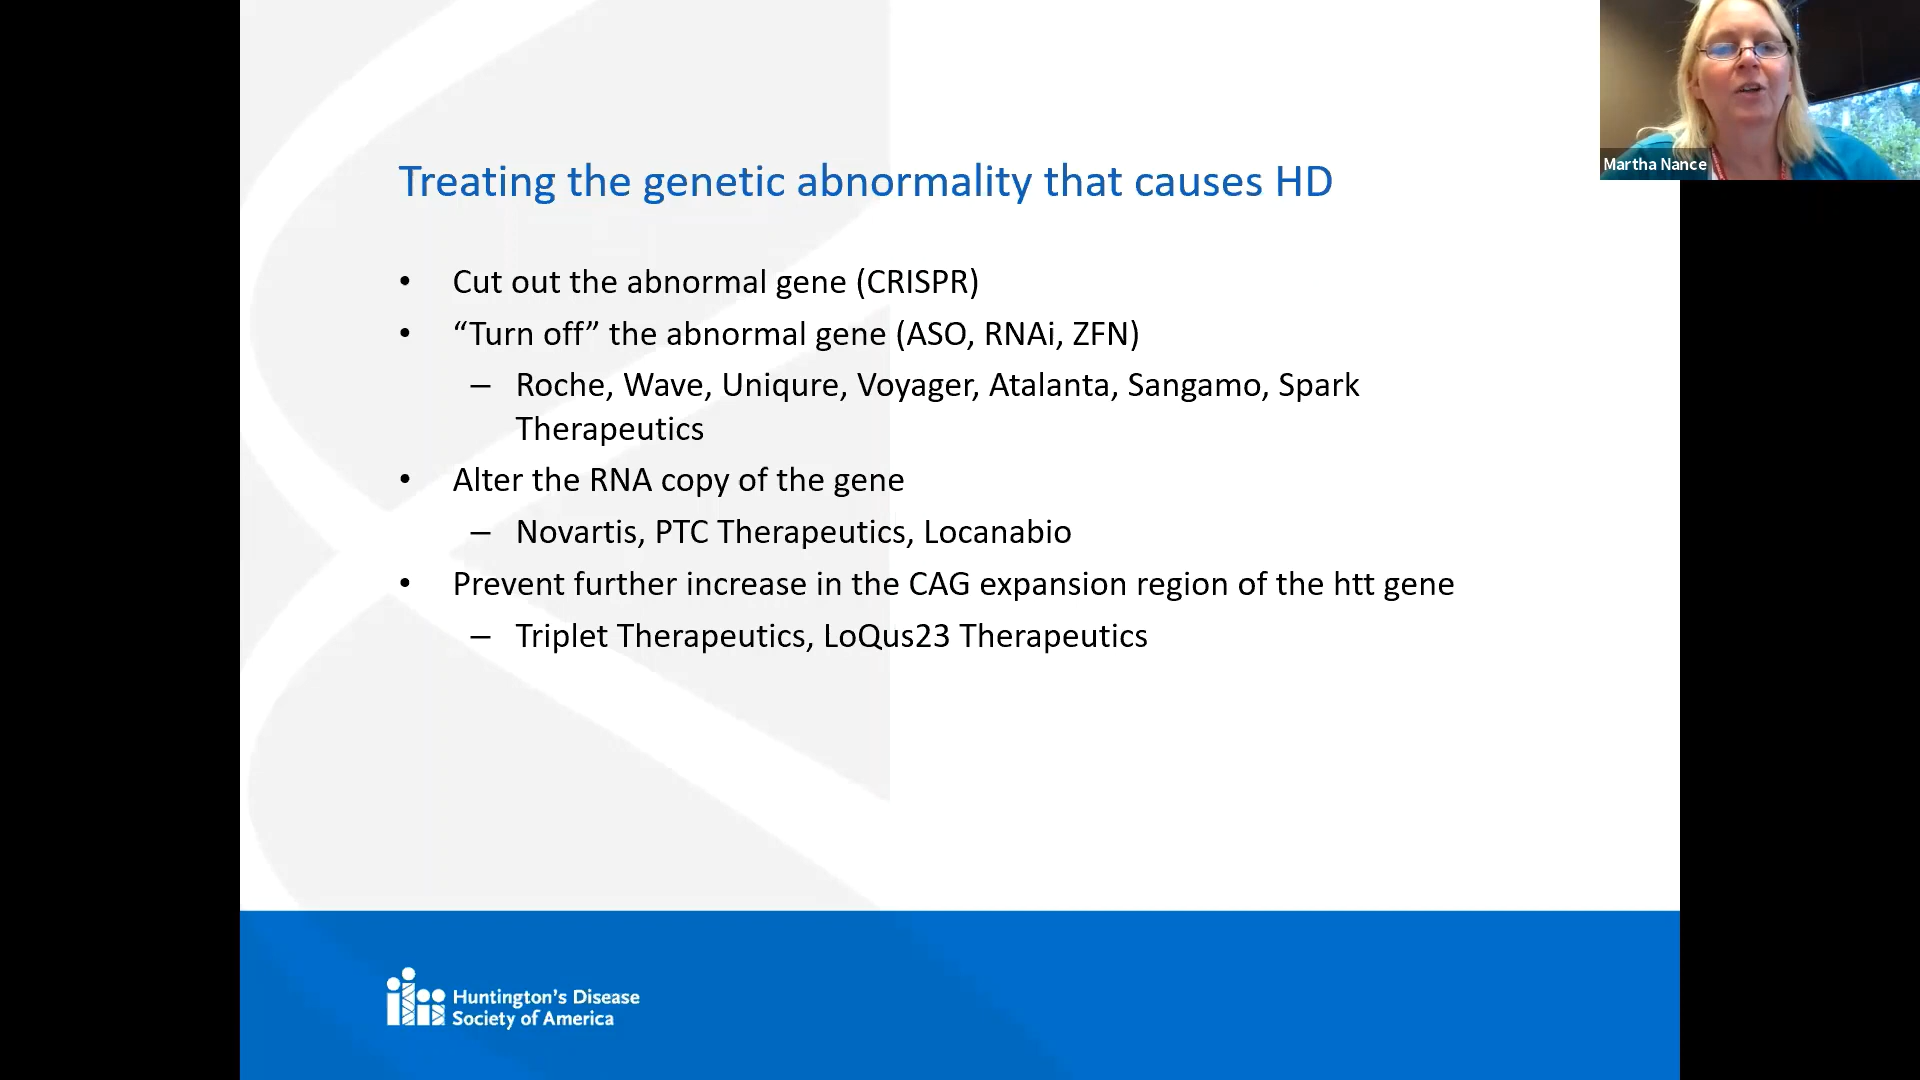 Treating the genetic abnormality that causes HD
• Cut out the abnormal gene (CRISPR)
• “Turn off” the abnormal gene (ASO, RNAi, ZFN)
– Roche, Wave, Uniqure, Voyager, Atalanta, Sangamo, Spark
Therapeutics
• Alter the RNA copy of the gene
– Novartis, PTC Therapeutics, Locanabio
• Prevent further increase in the CAG expansion region of the htt gene
– Triplet Therapeutics, LoQus23 Therapeutics
Huntington’s Disease
Society of America
Martha Nance